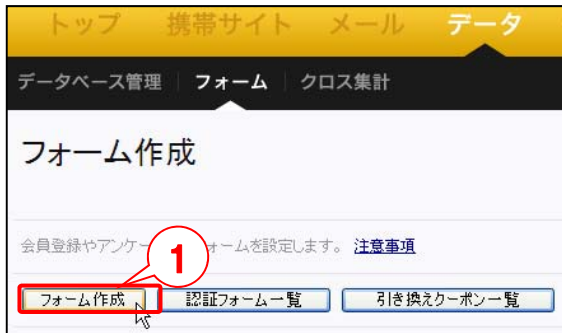 トップ 携帯サイト メール データ
データベース管理 フォーム クロス集計
フォーム作成
会員登録やアンケー ォームを設定します。 注意事項
1
フォーム作成 認証フォーム一覧 引き換えクーポン一覧